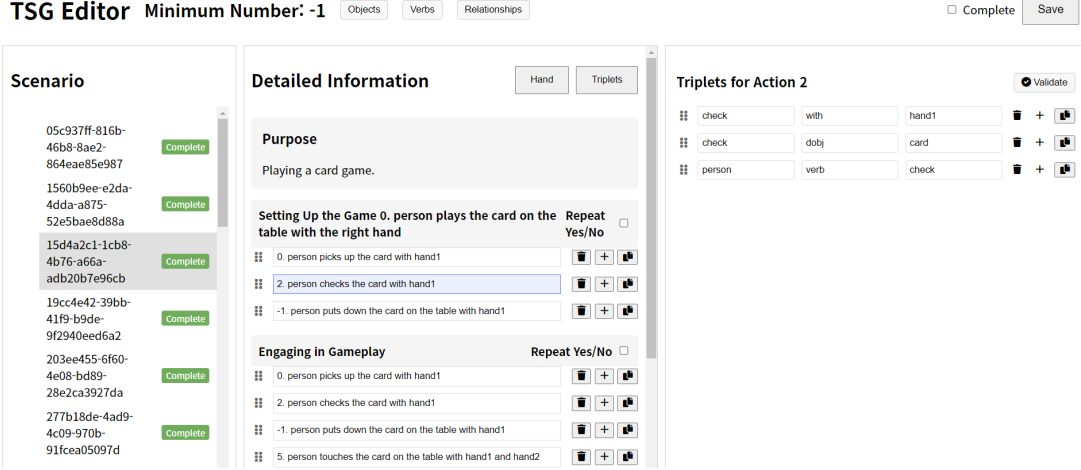 TSG Editor Minimum Number: -1 Objects Verbs Relationships Complete Save
Scenario
05c937ff-816b-
46b8-8ae2-
864eae85e987
Complete
1560b9ee-e2da-
4dda-a875-
52e5bae8d88a
Complete
15d4a2c1-1cb8-
4b76-a66a-
adb20b7e96cb
Complete
19cc4e42-39bb-
41f9-b9de-
9f2940eed6a2
Complete
203ee455-6f60-
4e08-bd89-
28e2ca3927da
Complete
277b18de-4ad9-
4c09-970b-
91fcea05097d
Complete
Detailed Information Hand Triplets
Purpose
Playing a card game.
Setting Up the Game 0. person plays the card on the
table with the right hand
Repeat
Yes/No
0. person picks up the card with hand1
2. person checks the card with hand1
-1. person puts down the card on the table with hand1
Engaging in Gameplay Repeat Yes/No
0. person picks up the card with hand1
2. person checks the card with hand1
-1. person puts down the card on the table with hand1
5. person touches the card on the table with hand1 and hand2
Triplets for Action 2 Validate
check with hand1
check dobj card
person verb check